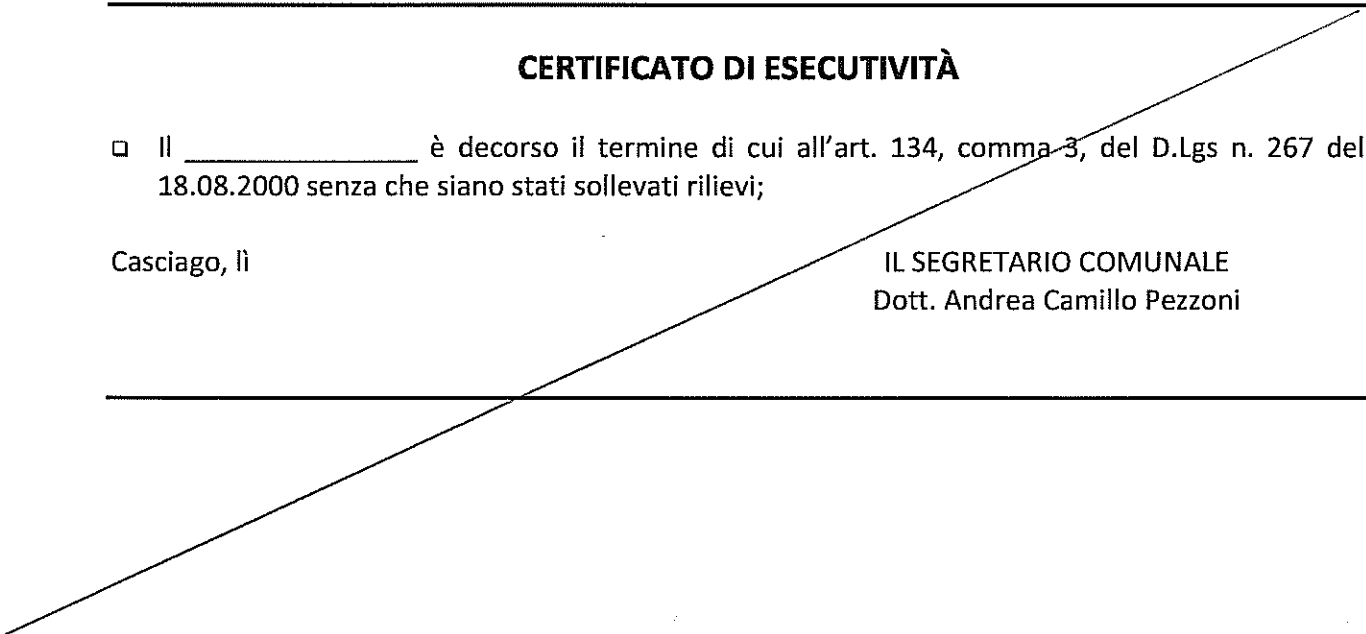 CERTIFICATO DI ESECUTIVITÀ
□ Il ________________ è decorso il termine di cui all'art. 134, comma 3, del D.Lgs n. 267 del
18.08.2000 senza che siano stati sollevati rilievi;
Casciago, lì
IL SEGRETARIO COMUNALE
Dott. Andrea Camillo Pezzoni